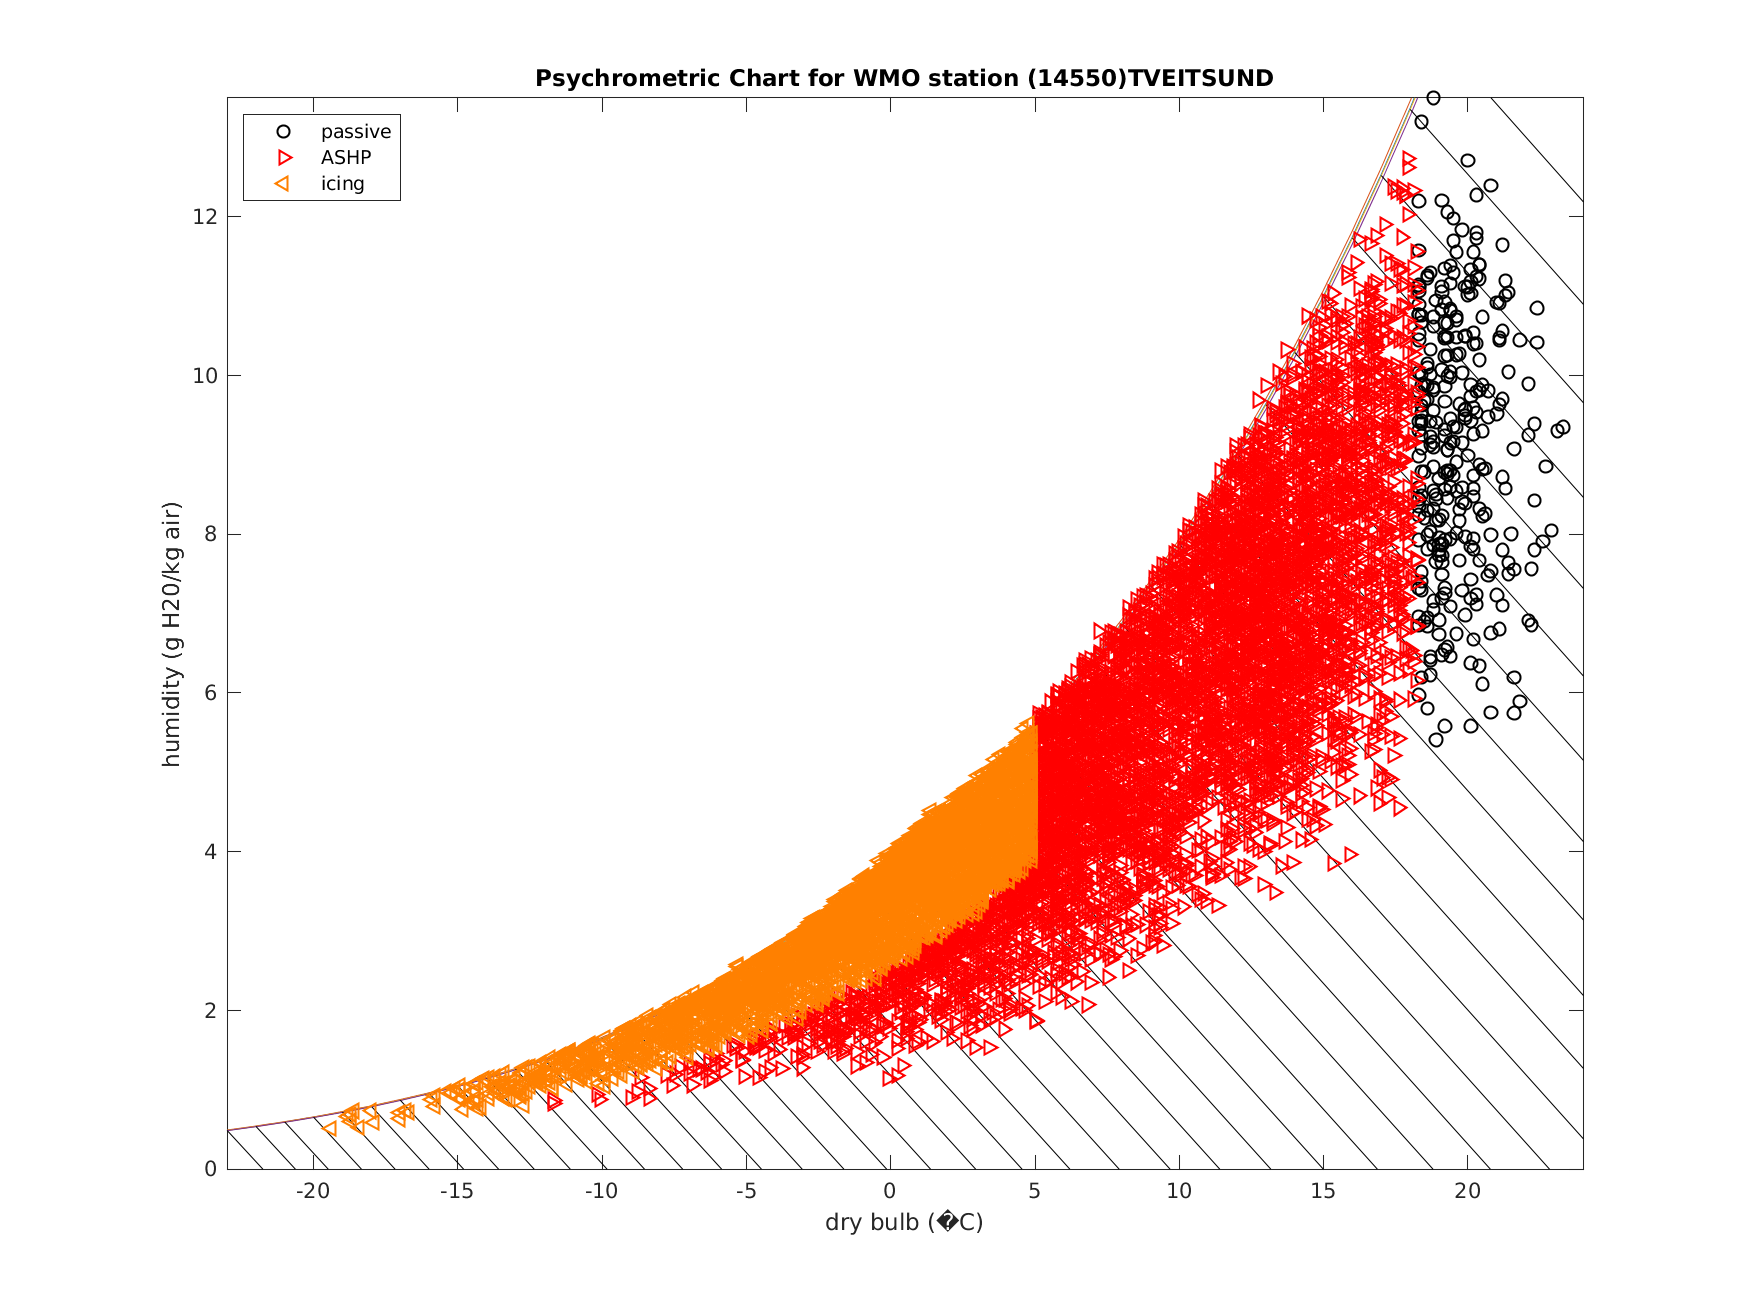 Psychrometric Chart for WMO station (14550)TVEITSUND
passive
ASHP
icing
humidity (g H20/kg air)
12
10
8
6
4
2
0
-20 -15 -10 -5 0 5 10 15 20
dry bulb (�C)